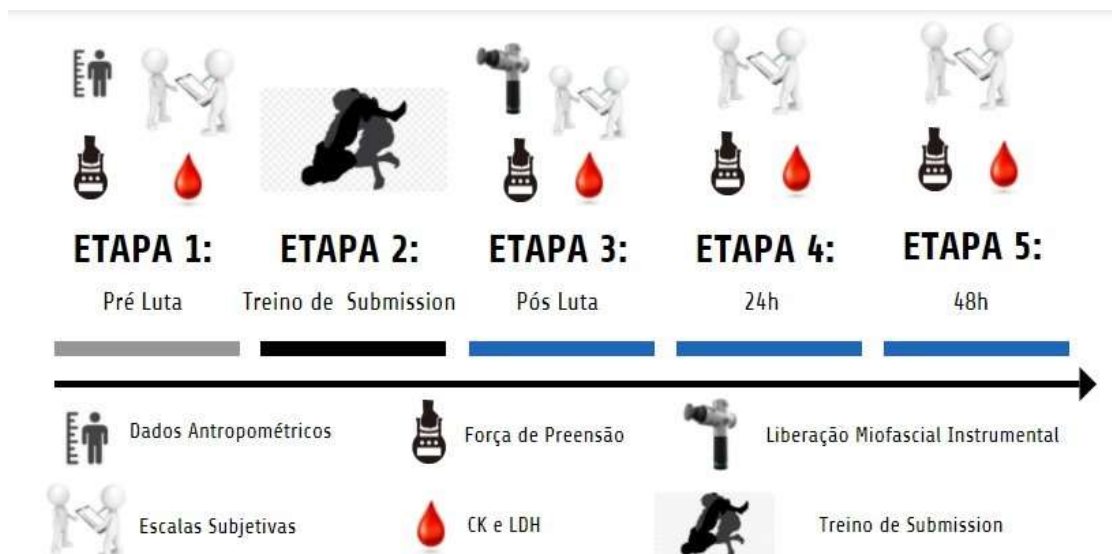 ETAPA 1:
ETAPA 2:
ETAPA 3:
ETAPA 4:
ETAPA 5:
Pré Luta
Treino de Submission
Pós Luta
24h
48h
Dados Antropométricos
Força de Preensão
Liberação Miofascial Instrumental
Escalas Subjetivas
CK e LDH
Treino de Submission